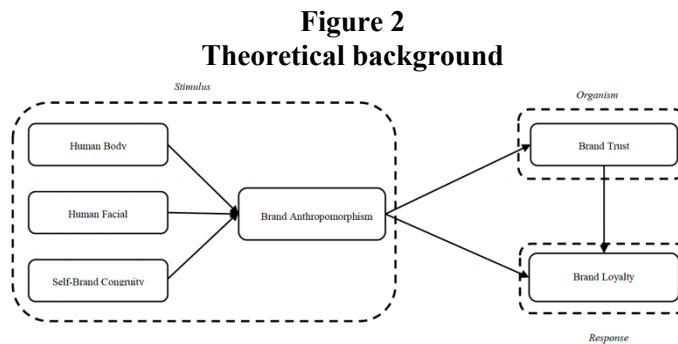 Figure 2
Theoretical background
Stimulus
Organism
Human Body
Brand Trust
Human Facial
Brand Anthropomorphism
Self-Brand Congruity
Brand Loyalty
Response